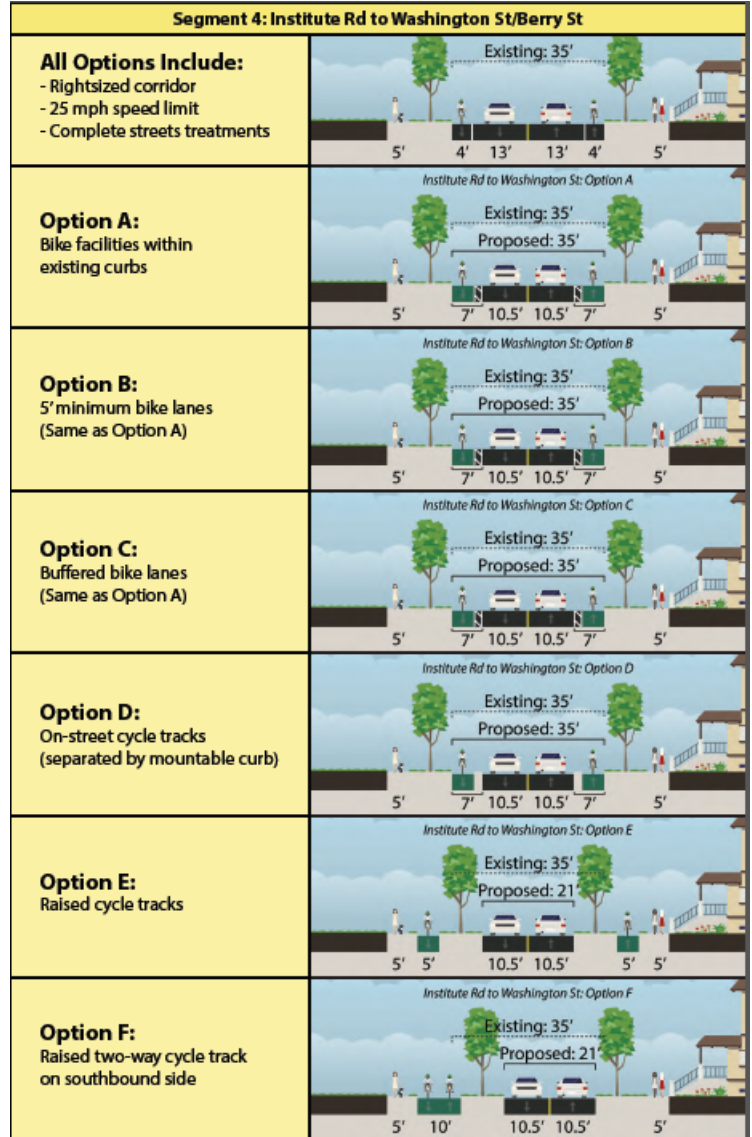 Segment 4: Institute Rd to Washington St/Berry St
All Options Include:
- Rightsized corridor
- 25 mph speed limit
- Complete streets treatments
Existing: 35'
5' 4' 13' 13' 4' 5'
Option A:
Bike facilities within
existing curbs
Institute Rd to Washington St: Option A
Existing: 35'
Proposed: 35'
5' 7' 10.5' 10.5' 7' 5'
Option B:
5' minimum bike lanes
(Same as Option A)
Institute Rd to Washington St: Option B
Existing: 35'
Proposed: 35'
5' 7' 10.5' 10.5' 7' 5'
Option C:
Buffered bike lanes
(Same as Option A)
Institute Rd to Washington St: Option C
Existing: 35'
Proposed: 35'
5' 7' 10.5' 10.5' 7' 5'
Option D:
On-street cycle tracks
(separated by mountable curb)
Institute Rd to Washington St: Option D
Existing: 35'
Proposed: 35'
5' 7' 10.5' 10.5' 7' 5'
Option E:
Raised cycle tracks
Institute Rd to Washington St: Option E
Existing: 35'
Proposed: 21'
5' 5' 10.5' 10.5' 5' 5'
Option F:
Raised two-way cycle track
on southbound side
Institute Rd to Washington St: Option F
Existing: 35'
Proposed: 21'
5' 10' 10.5' 10.5' 5'